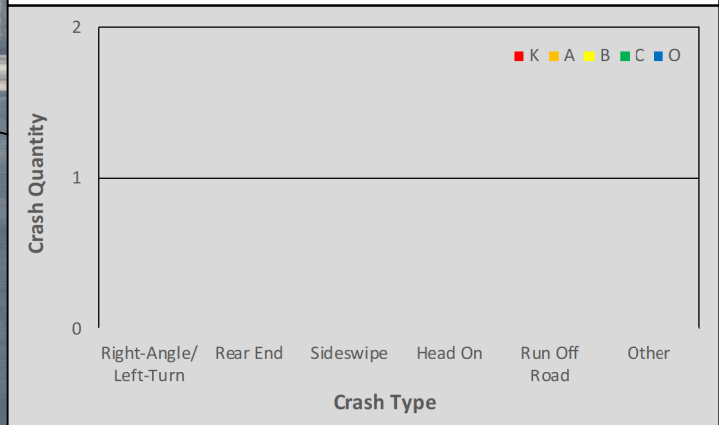 2
K A B C O
Crash Quantity
1
0
Right-Angle/ Rear End Sideswipe Head On Run Off Other
Left-Turn Road
Crash Type